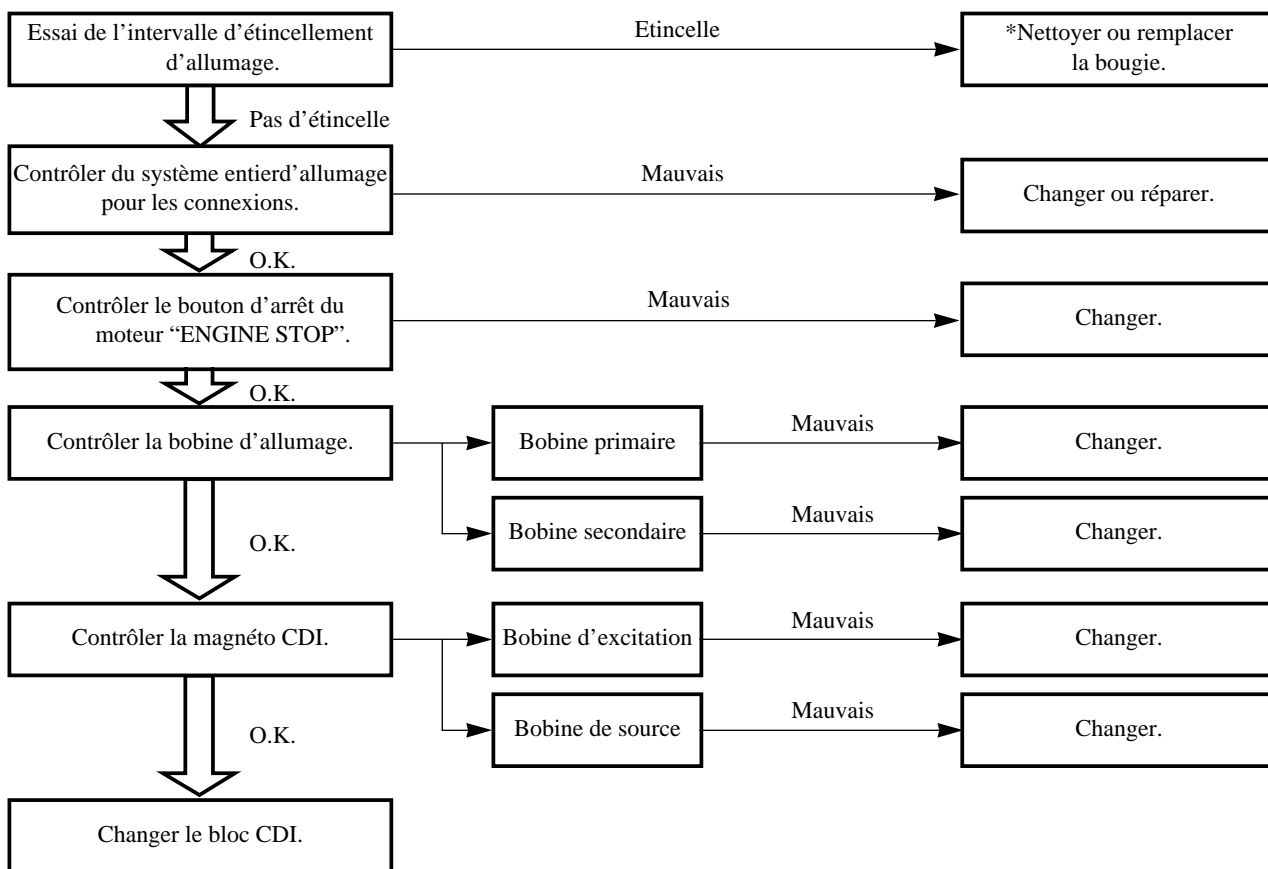 Essai de l’intervalle d’étincellement
d’allumage.
Etincelle
*Nettoyer ou remplacer
la bougie.
Pas d’étincelle
Contrôler du système entierd’allumage
pour les connexions.
Mauvais
Changer ou réparer.
O.K.
Contrôler le bouton d’arrêt du
moteur “ENGINE STOP”.
Mauvais
Changer.
O.K.
Contrôler la bobine d’allumage.
Bobine primaire
Mauvais
Changer.
Bobine secondaire
Mauvais
Changer.
O.K.
Contrôler la magnéto CDI.
Bobine d’excitation
Mauvais
Changer.
Bobine de source
Mauvais
Changer.
O.K.
Changer le bloc CDI.